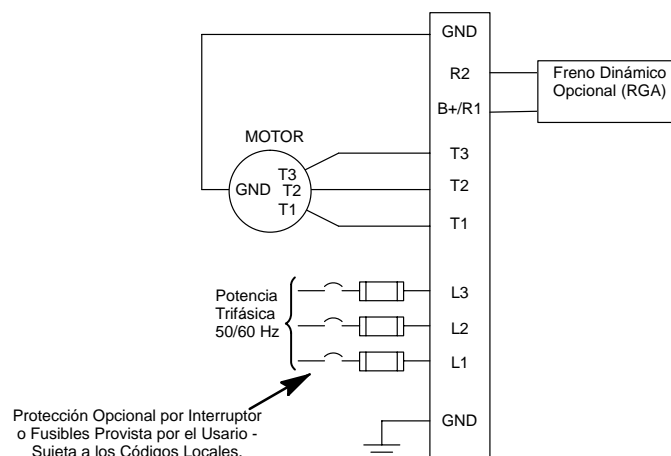 GND
R2
B+/R1
Freno Dinámico
Opcional (RGA)
MOTOR
T3
T2
T1
GND
T3
T2
T1
Potencia
Trifásica
50/60 Hz
L3
L2
L1
GND
Protección Opcional por Interruptor
o Fusibles Provista por el Usario -
Sujeta a los Códigos Locales.